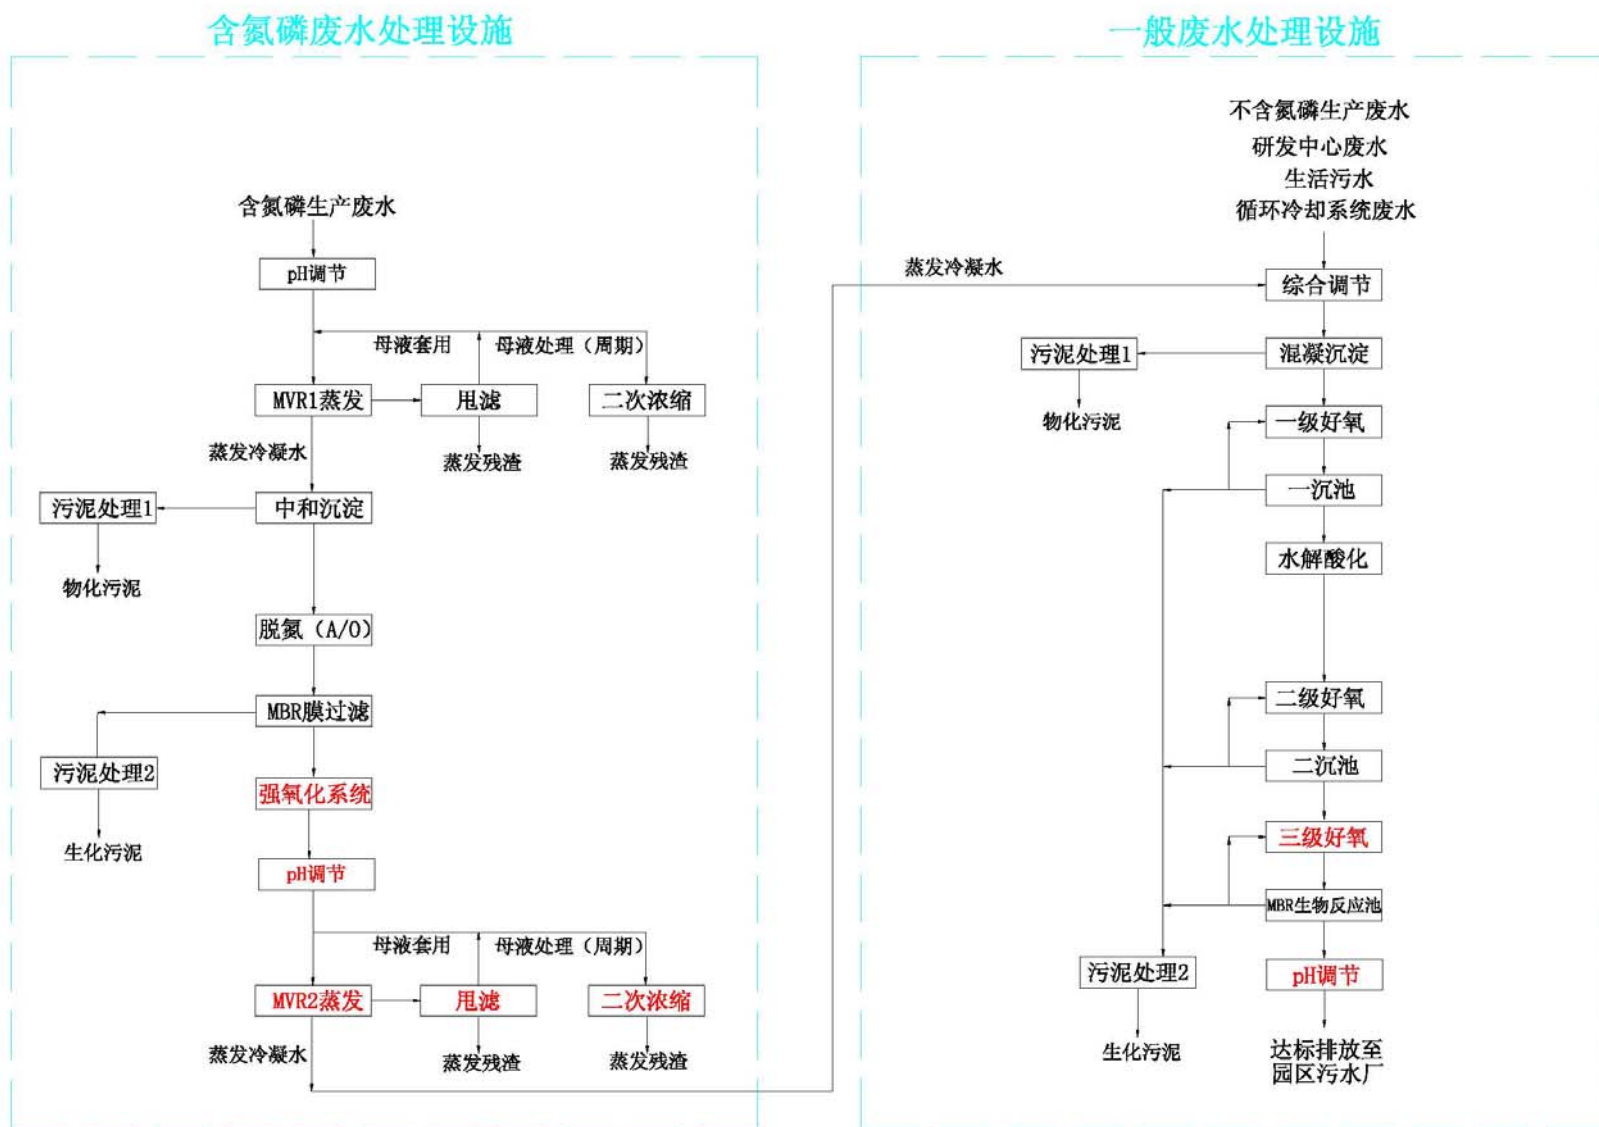 含氮磷废水处理设施
含氮磷生产废水
pH调节
母液套用
母液处理（周期）
MVR1蒸发
甩滤
二次浓缩
蒸发冷凝水
蒸发残渣
蒸发残渣
污泥处理1
中和沉淀
物化污泥
脱氮（A/O）
MBR膜过滤
污泥处理2
强氧化系统
生化污泥
pH调节
母液套用
母液处理（周期）
MVR2蒸发
甩滤
二次浓缩
蒸发冷凝水
蒸发残渣
蒸发残渣
一般废水处理设施
不含氮磷生产废水
研发中心废水
生活污水
循环冷却系统废水
蒸发冷凝水
综合调节
污泥处理1
混凝沉淀
物化污泥
一级好氧
一沉池
水解酸化
二级好氧
二沉池
三级好氧
MBR生物反应池
污泥处理2
pH调节
生化污泥
达标排放至
园区污水厂